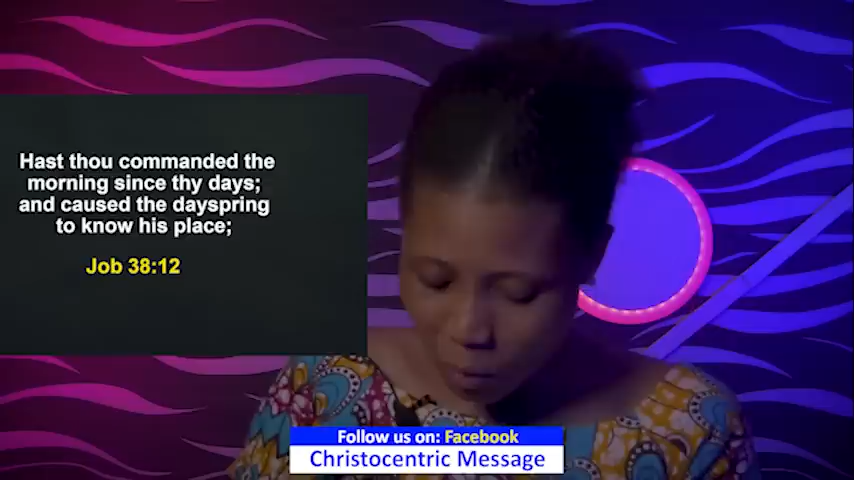 Hast thou commanded the
morning since thy days;
and caused the dayspring
to know his place;
Job 38:12
Follow us on: Facebook
Christocentric Message